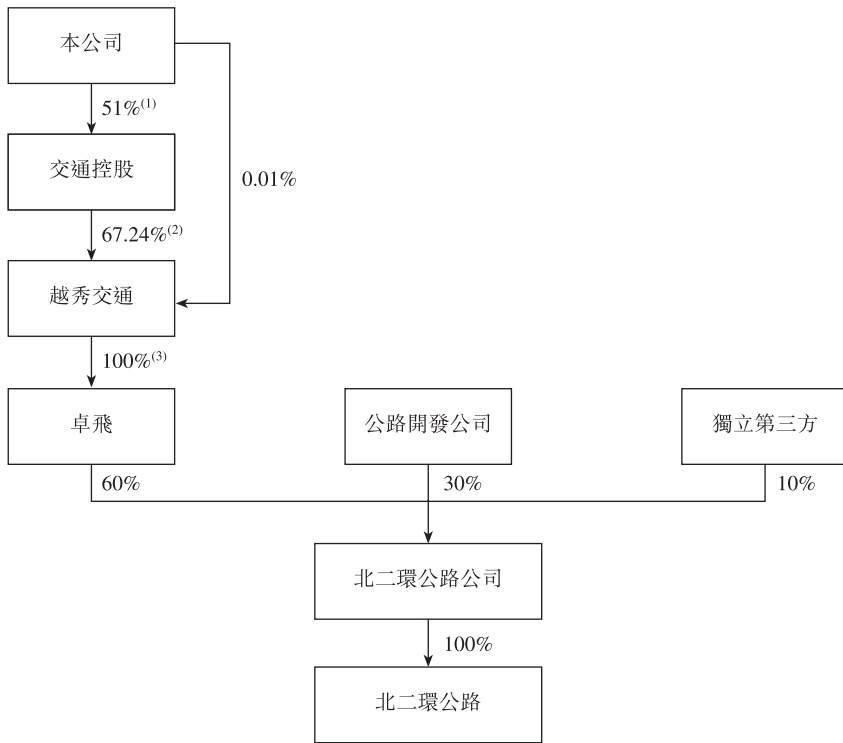 本公司
51%(1)
交通控股
0.01%
67.24%(2)
越秀交通
100%(3)
卓飛
公路開發公司
獨立第三方
60%
30%
10%
北二環公路公司
100%
北二環公路